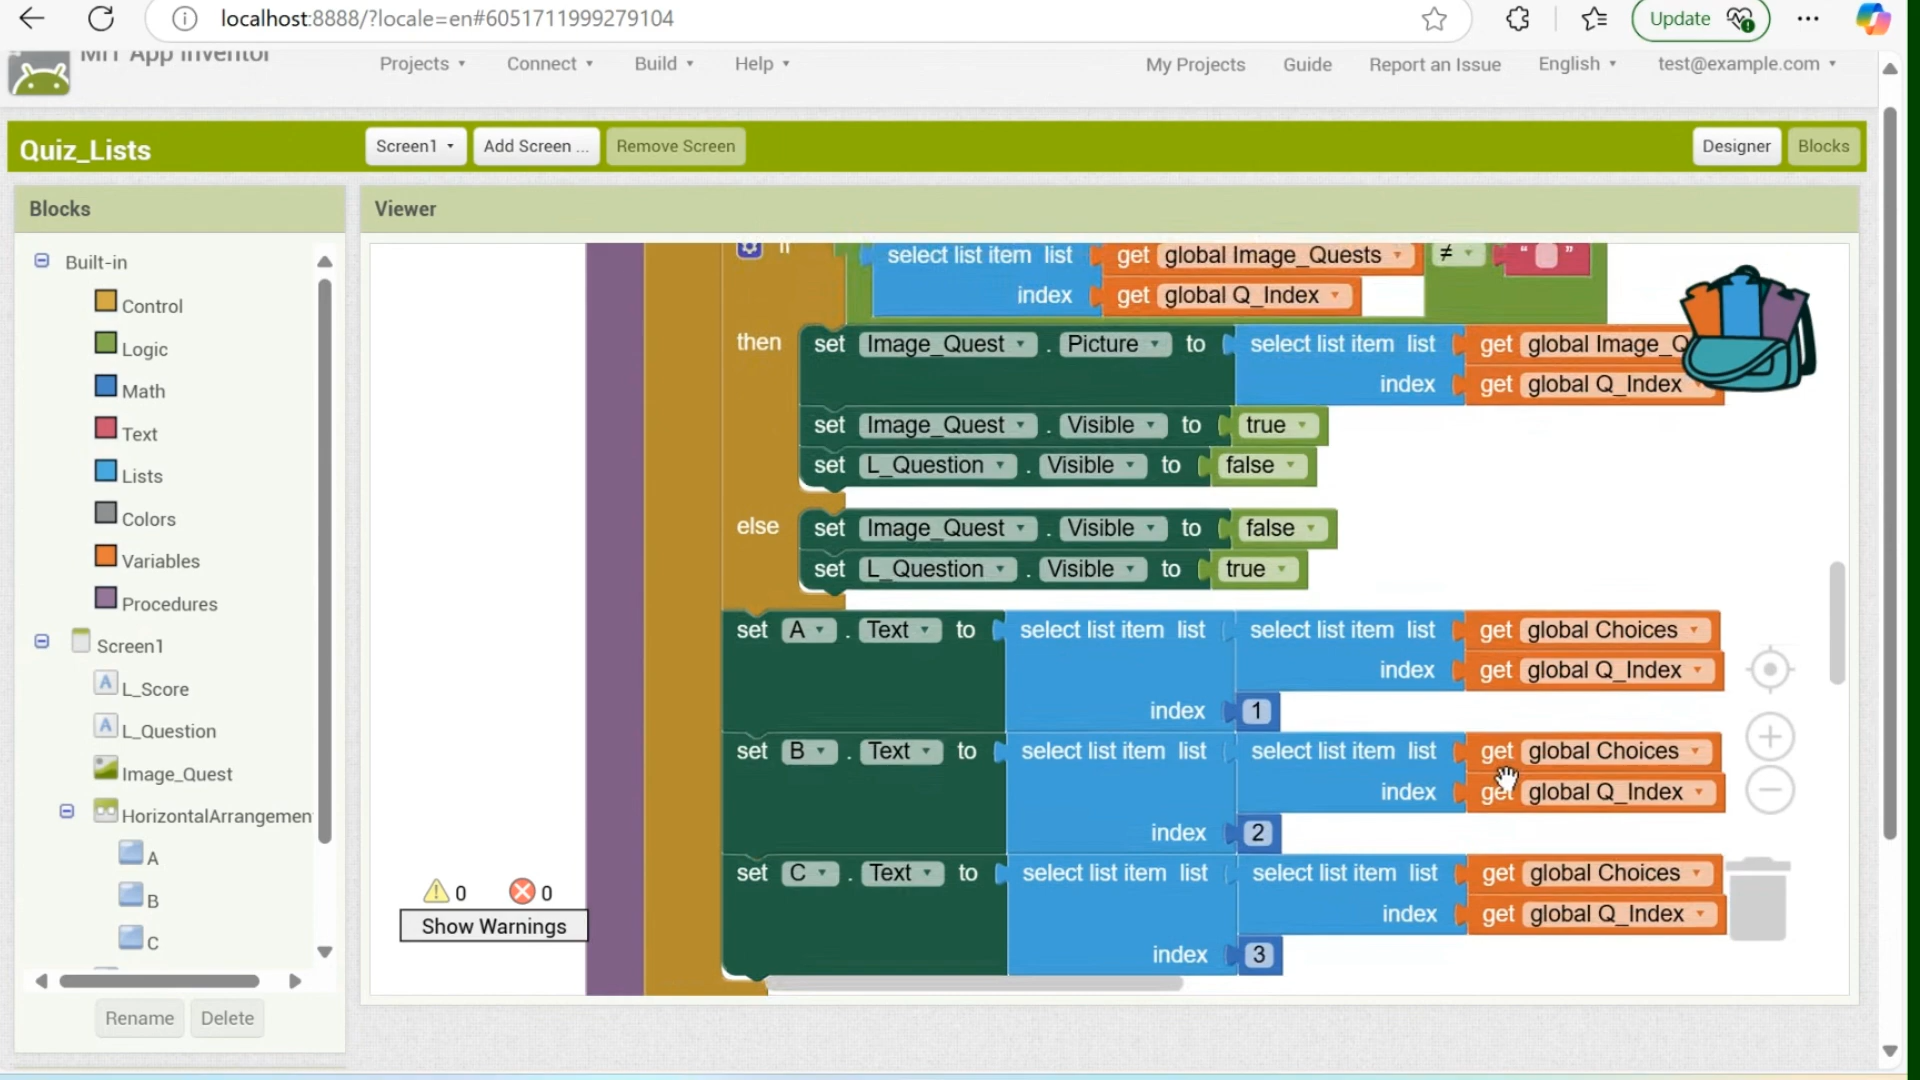 localhost:8888/?locale=en#6051711999279104
Update
MIT App Inventor
Projects
Connect
Build
Help
My Projects
Guide
Report an Issue
English
test@example.com
Quiz_Lists
Screen1
Add Screen ...
Remove Screen
Designer
Blocks
Blocks
Viewer
Built-in
Control
Logic
Math
Text
Lists
Colors
Variables
Procedures
Screen1
L_Score
L_Question
Image_Quest
HorizontalArrangemen
A
B
C
Rename
Delete
if
select list item list
get global Image_Quests
≠
“ ”
index
get global Q_Index
then
set Image_Quest . Picture to
select list item list
get global Image_Q
index
get global Q_Index
set Image_Quest . Visible to true
set L_Question . Visible to false
else
set Image_Quest . Visible to false
set L_Question . Visible to true
set A . Text to select list item list select list item list get global Choices
index get global Q_Index
index 1
set B . Text to select list item list select list item list get global Choices
index get global Q_Index
index 2
set C . Text to select list item list select list item list get global Choices
index get global Q_Index
index 3
0
0
Show Warnings